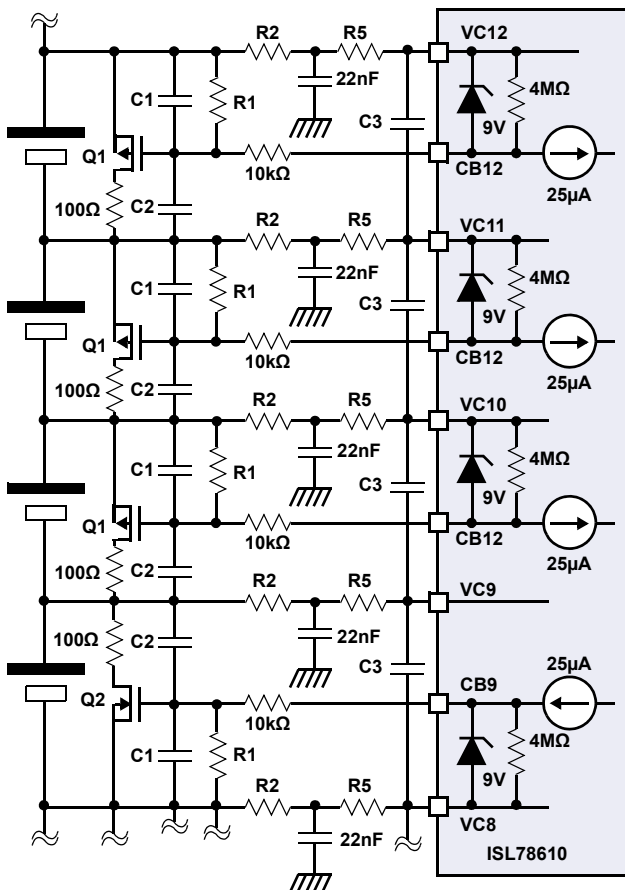 R2
R5
VC12
22nF
4MΩ
C1
R1
C3
9V
Q1
10kΩ
CB12
25µA
100Ω
C2
R2
R5
VC11
22nF
4MΩ
C1
R1
C3
9V
Q1
10kΩ
CB12
25µA
100Ω
C2
R2
R5
VC10
22nF
4MΩ
C1
R1
C3
9V
Q1
10kΩ
CB12
25µA
100Ω
C2
R2
R5
VC9
22nF
100Ω
C2
C3
25µA
CB9
Q2
10kΩ
4MΩ
C1
R1
9V
R2
R5
VC8
22nF
ISL78610